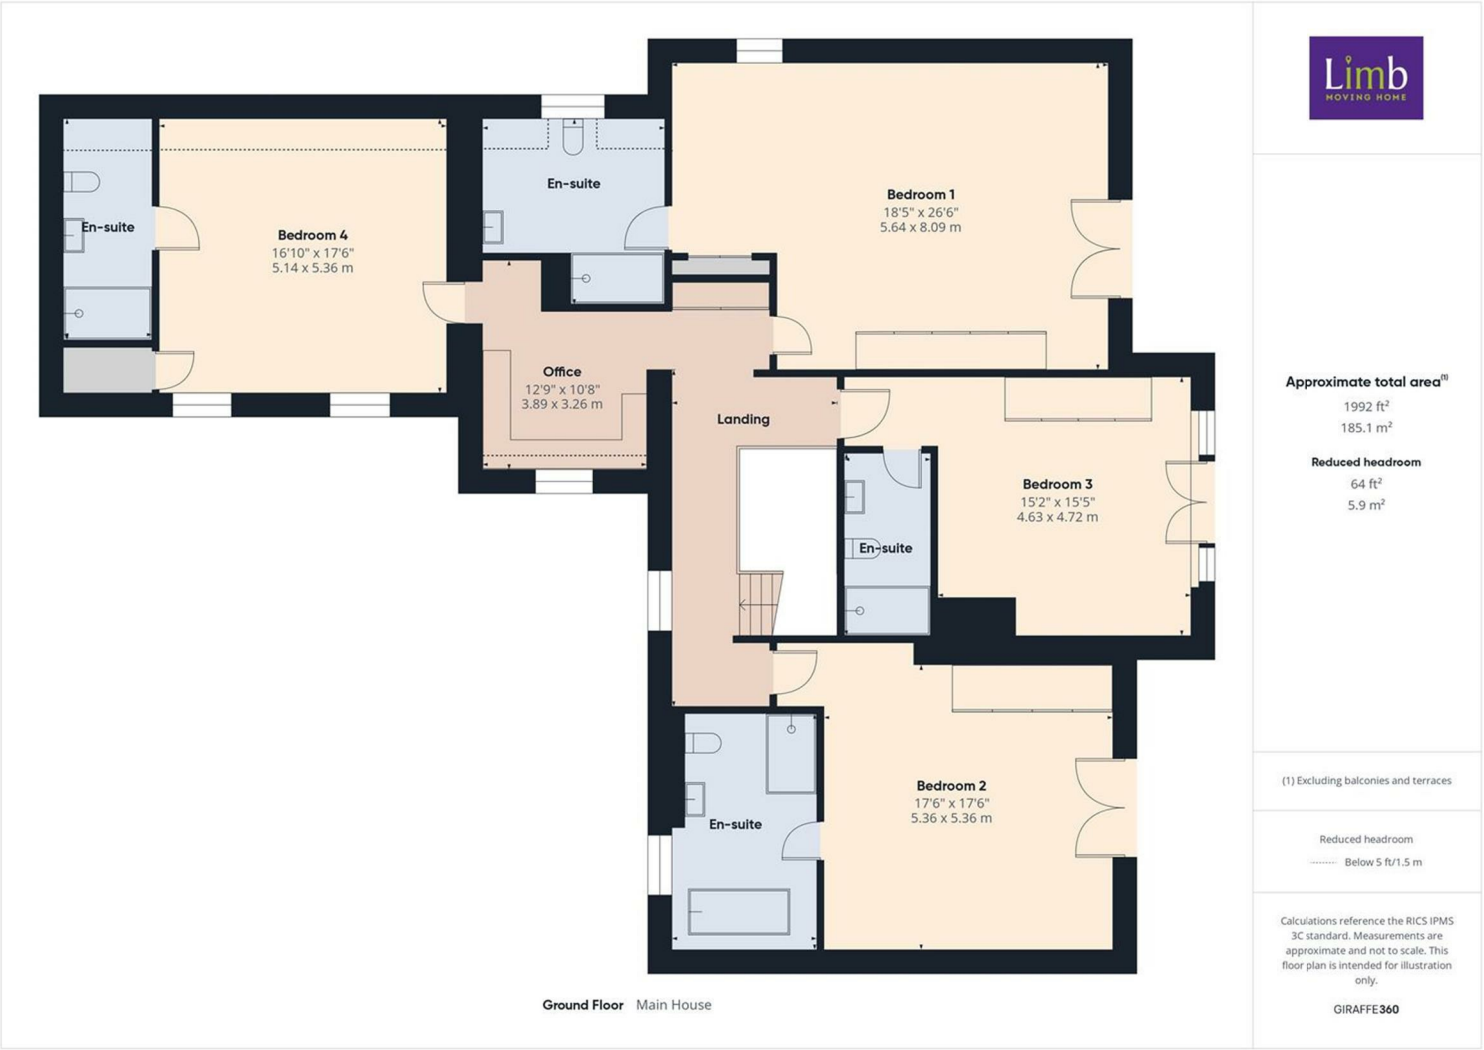 Limb
MOVING HOME
Bedroom 1
18'5" x 26'6"
5.64 x 8.09 m
En-suite
En-suite
Bedroom 4
16'10" x 17'6"
5.14 x 5.36 m
Office
12'9" x 10'8"
3.89 x 3.26 m
Landing
Bedroom 3
15'2" x 15'5"
4.63 x 4.72 m
En-suite
Bedroom 2
17'6" x 17'6"
5.36 x 5.36 m
En-suite
Ground Floor Main House
Approximate total area(1)
1992 ft²
185.1 m²
Reduced headroom
64 ft²
5.9 m²
(1) Excluding balconies and terraces
Reduced headroom
Below 5 ft/1.5 m
Calculations reference the RICS IPMS
3C standard. Measurements are
approximate and not to scale. This
floor plan is intended for illustration
only.
GIRAFFE360